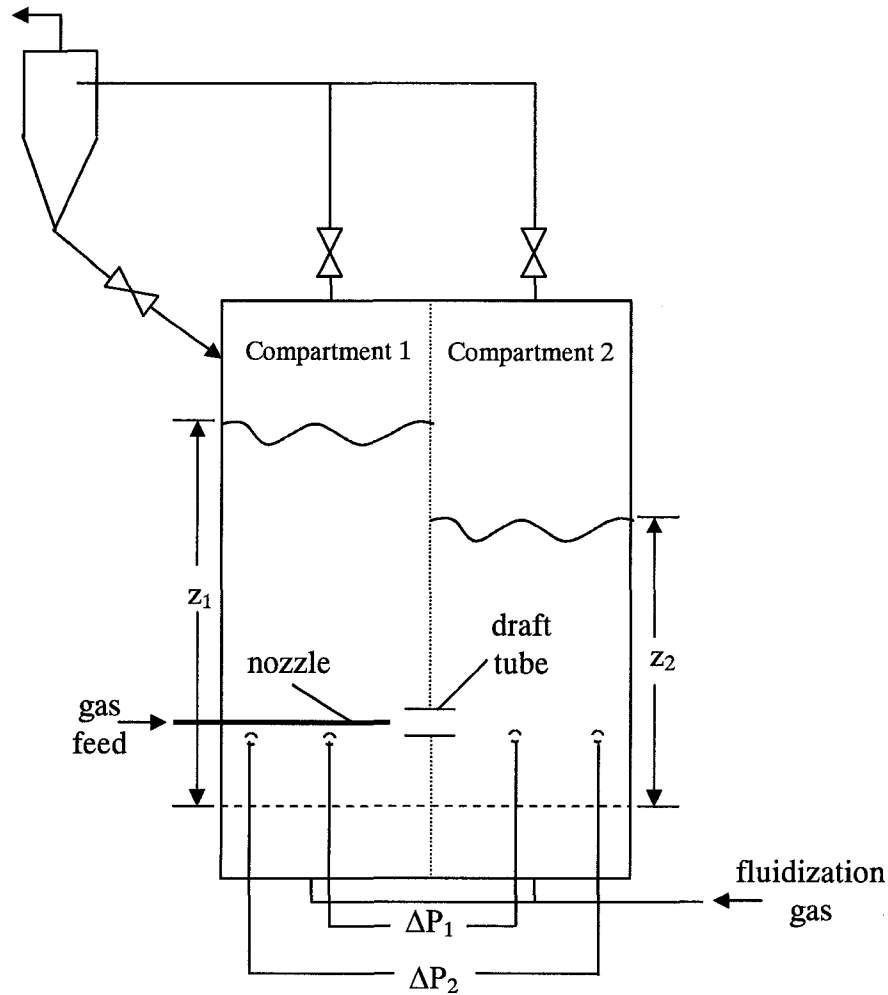 Compartment 1
Compartment 2
z₁
draft
tube
z₂
nozzle
gas
feed
fluidization
gas
ΔP₁
ΔP₂